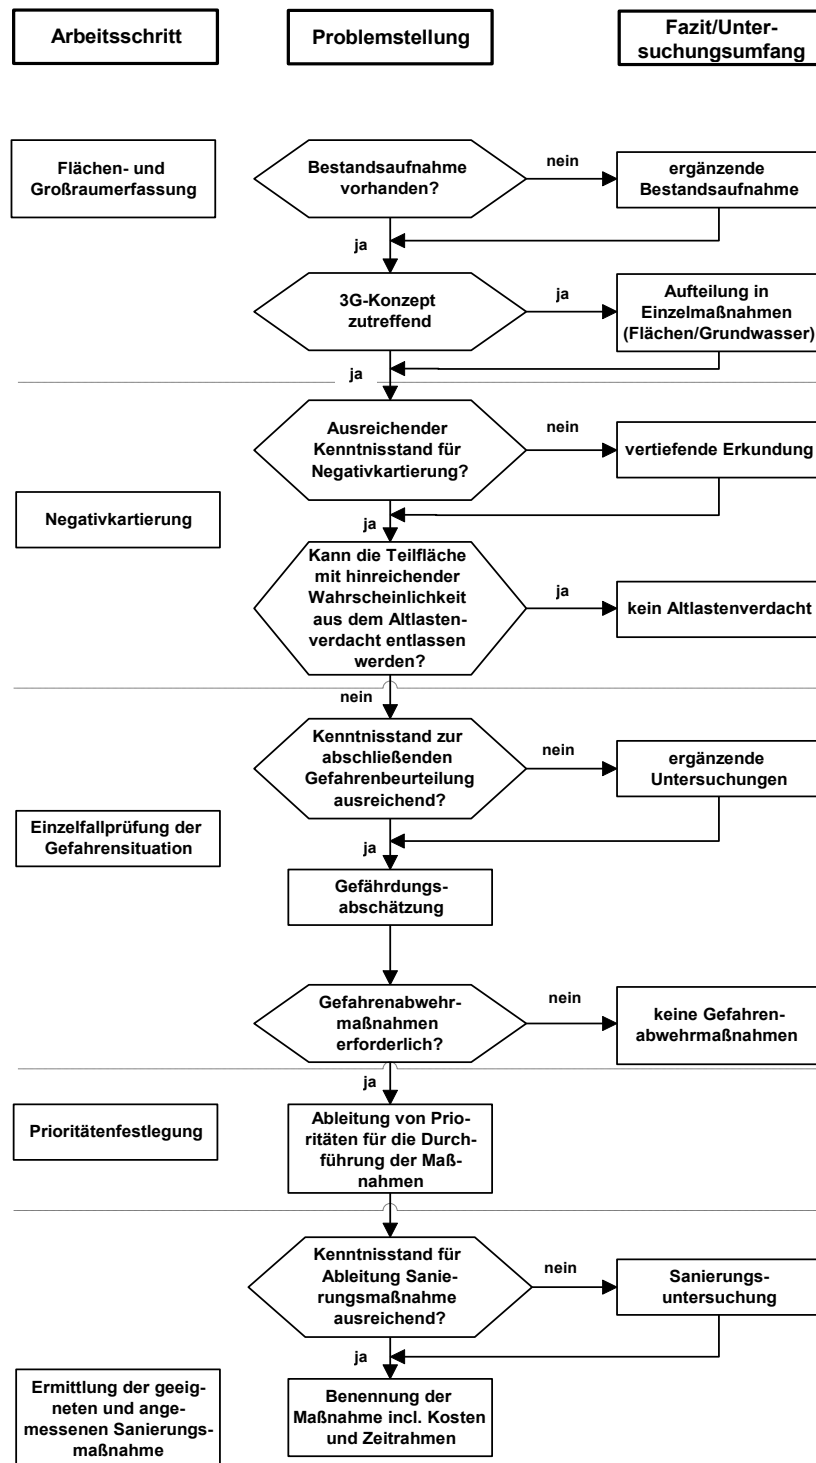 Arbeitsschritt
Problemstellung
Fazit/Unter-
suchungsumfang
Flächen- und
Großraumerfassung
Bestandsaufnahme
vorhanden?
nein
ergänzende
Bestandsaufnahme
ja
3G-Konzept
zutreffend
ja
Aufteilung in
Einzelmaßnahmen
(Flächen/Grundwasser)
ja
Ausreichender
Kenntnisstand für
Negativkartierung?
nein
vertiefende Erkundung
Negativkartierung
ja
Kann die Teilfläche
mit hinreichender
Wahrscheinlichkeit
aus dem Altlasten-
verdacht entlassen
werden?
ja
kein Altlastenverdacht
nein
Kenntnisstand zur
abschließenden
Gefahrenbeurteilung
ausreichend?
nein
ergänzende
Untersuchungen
Einzelfallprüfung der
Gefahrensituation
ja
Gefährdungs-
abschätzung
Gefahrenabwehr-
maßnahmen
erforderlich?
nein
keine Gefahren-
abwehrmaßnahmen
ja
Prioritätenfestlegung
Ableitung von Prio-
ritäten für die Durch-
führung der Maß-
nahmen
Kenntnisstand für
Ableitung Sanie-
rungsmaßnahme
ausreichend?
nein
Sanierungs-
untersuchung
ja
Ermittlung der geeig-
neten und ange-
messenen Sanierungs-
maßnahme
Benennung der
Maßnahme incl. Kosten
und Zeitrahmen